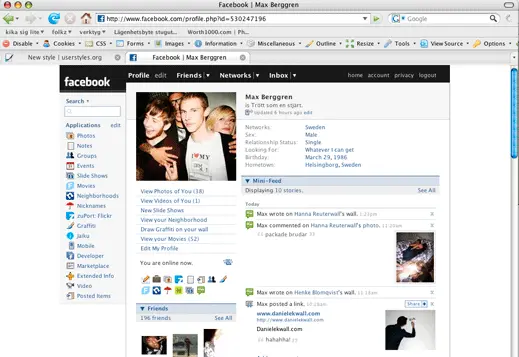 Facebook | Max Berggren
http://www.facebook.com/profile.php?id=530247196
Google
kika sig lite
folkz
verktyg
Lägenhetsbyte stugut...
Worth1000.com | Ph...
Disable
Cookies
CSS
Forms
Images
Information
Miscellaneous
Outline
Resize
Tools
View Source
Options
New style | userstyles.org
Facebook | Max Berggren
facebook
Profile edit Friends Networks Inbox
home account privacy logout
Search
Applications edit
Photos
Notes
Groups
Events
Slide Shows
Movies
Neighborhoods
Nicknames
zuPort: Flickr
Graffiti
Jaiku
Mobile
Developer
Marketplace
Extended Info
Video
Posted Items
I
MY
View Photos of You (38)
View Videos of You (1)
New Slide Shows
View your Neighborhood
Draw Graffiti on your wall
View your Movies (52)
Edit My Profile
You are online now.
Friends
196 friends See All
Max Berggren
is Trött som en stjärt.
Updated 6 hours ago edit
Networks: Sweden
Sex: Male
Relationship Status: Single
Looking For: Whatever I can get
Birthday: March 29, 1986
Hometown: Helsingborg, Sweden
Mini-Feed
Displaying 10 stories. See All
Today
Max wrote on Hanna Reuterwall's wall.
Max commented on Hanna Reuterwall's photo.
package brudar
Max wrote on Henke Blomqvist's wall.
Max posted a link.
Share
www.danielekwall.com
http://www.danielekwall.com
Danielekwall.com
hahahha!